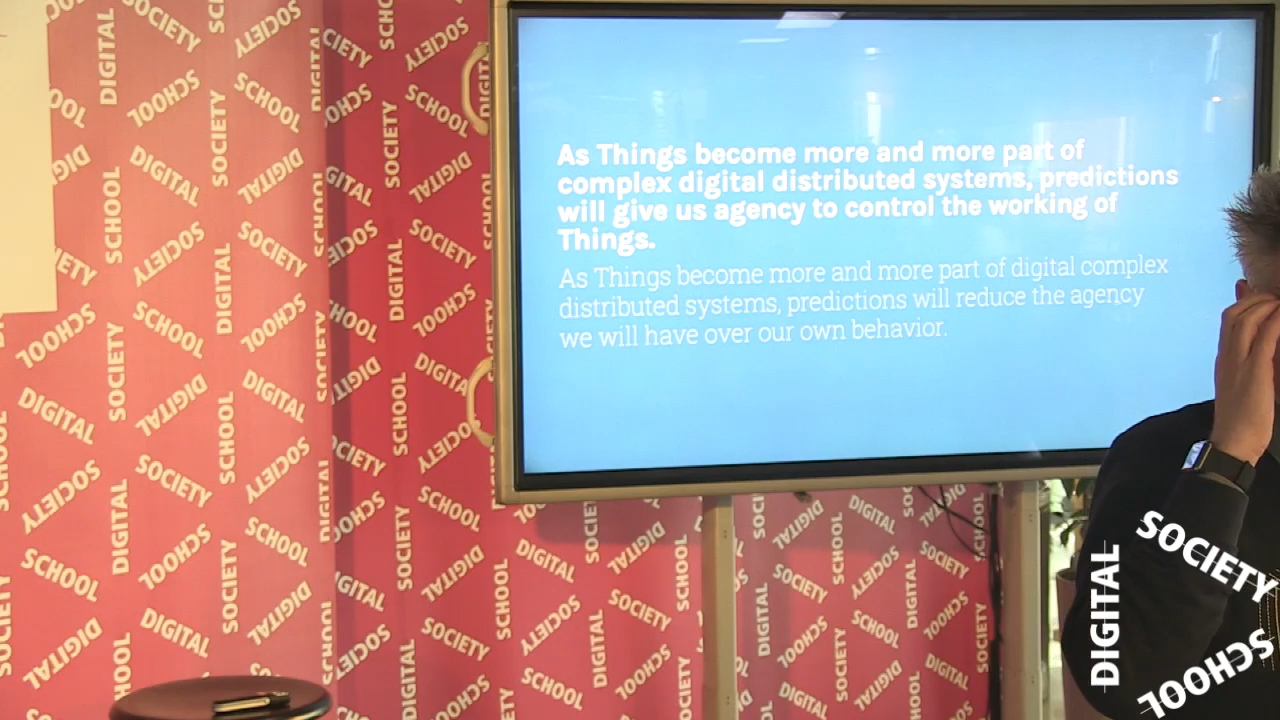 As Things become more and more part of
complex digital distributed systems, predictions
will give us agency to control the working of
Things.
As Things become more and more part of digital complex
distributed systems, predictions will reduce the agency
we will have over our own behavior.
DIGITAL
SOCIETY
SCHOOL